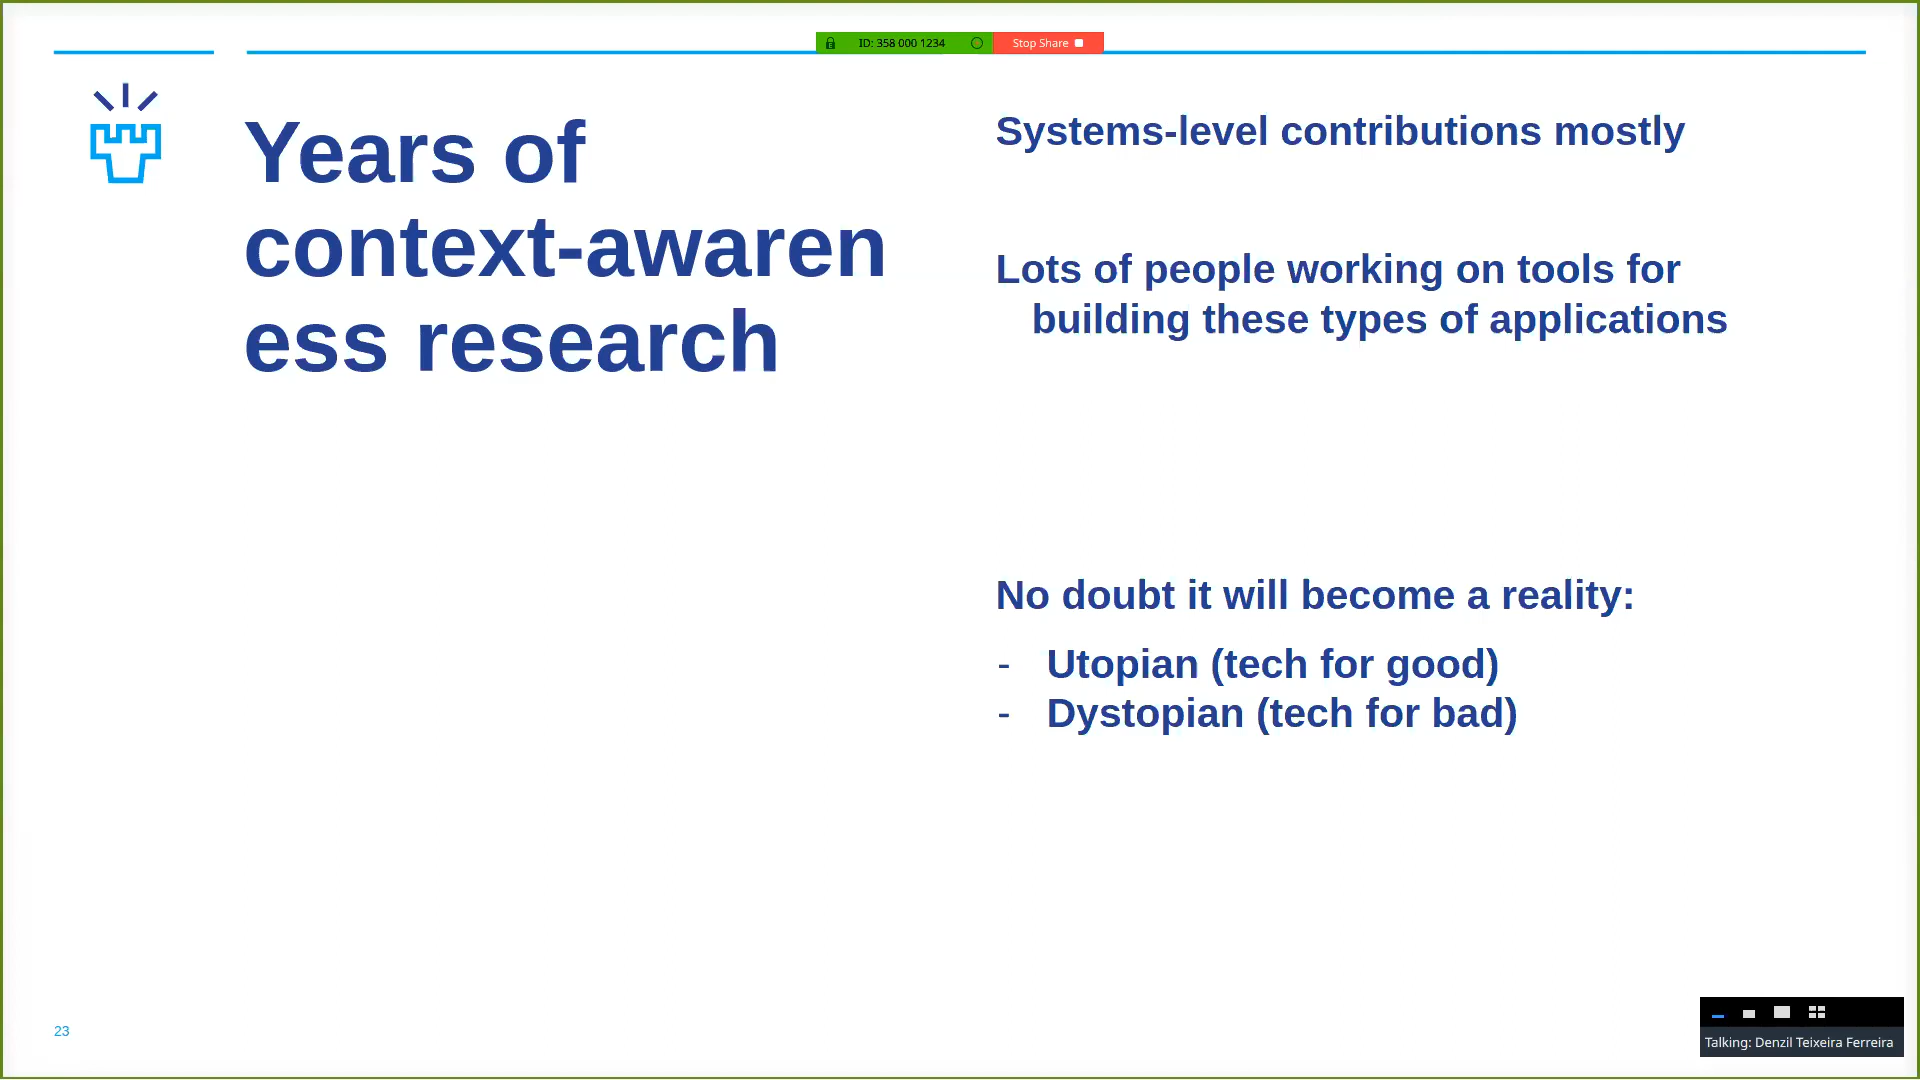 ID: 358 000 1234
Stop Share
Years of
context-awaren
ess research
Systems-level contributions mostly
Lots of people working on tools for
building these types of applications
No doubt it will become a reality:
- Utopian (tech for good)
- Dystopian (tech for bad)
23
Talking: Denzil Teixeira Ferreira